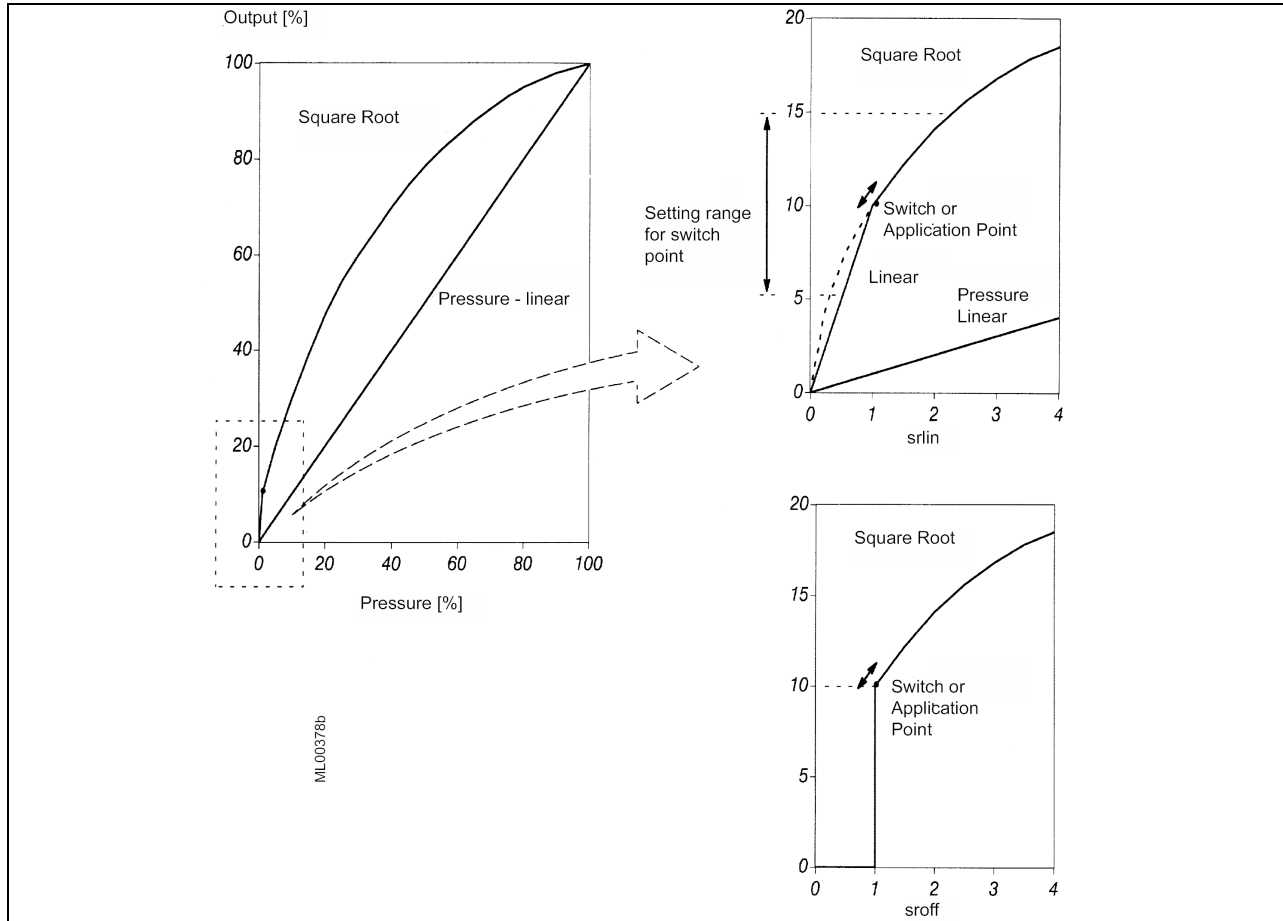 Output [%]
100
80
60
40
20
0
Square Root
Pressure - linear
0 20 40 60 80 100
Pressure [%]
ML00378b
20
15
10
5
0
Square Root
Setting range
for switch
point
Switch or
Application Point
Linear
Pressure
Linear
0 1 2 3 4
srlin
20
15
10
5
0
Square Root
Switch or
Application
Point
0 1 2 3 4
sroff